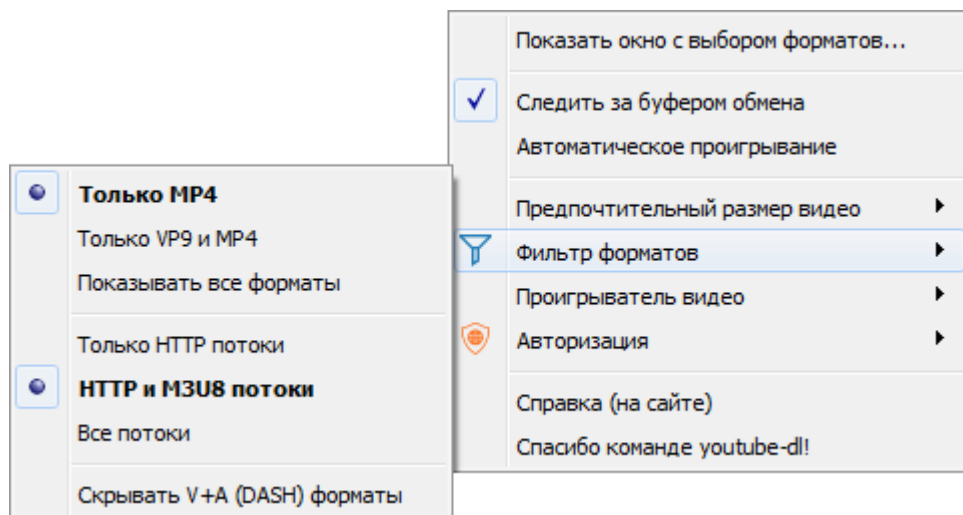 Показать окно с выбором форматов...
Следить за буфером обмена
Автоматическое проигрывание
Предпочтительный размер видео
Фильтр форматов
Проигрыватель видео
Авторизация
Справка (на сайте)
Спасибо команде youtube-dl!
Только MP4
Только VP9 и MP4
Показывать все форматы
Только HTTP потоки
HTTP и M3U8 потоки
Все потоки
Скрывать V+A (DASH) форматы